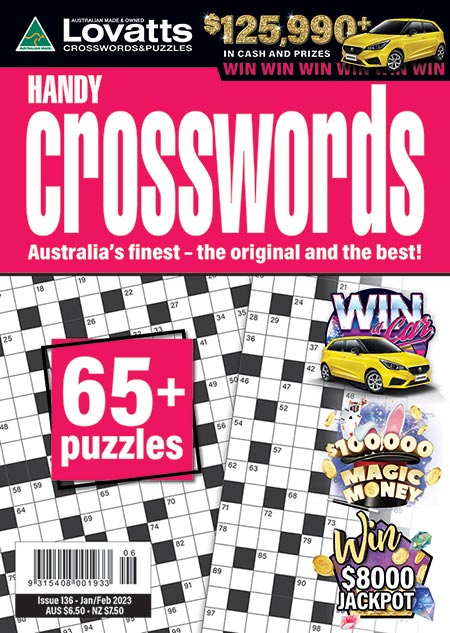 AUSTRALIAN MADE & OWNED
Lovatts
CROSSWORDS&PUZZLES
AUSTRALIAN MADE
$125,990+
IN CASH AND PRIZES
WIN WIN WIN WIN WIN WIN
HANDY
crosswords
Australia's finest – the original and the best!
65+
puzzles
WIN
a Car
$100,000
MAGIC
MONEY
Win
$8000
JACKPOT
06
9 315408 001933
Issue 136 - Jan/Feb 2023
AUS $6.50 - NZ $7.50